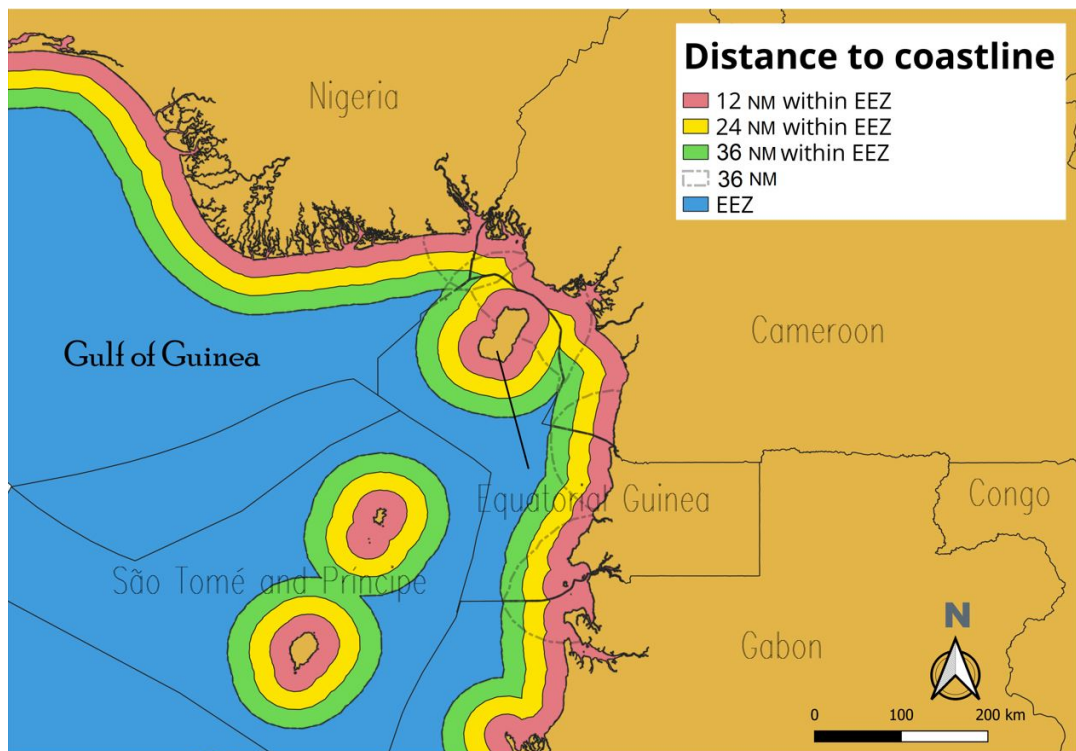 Distance to coastline
12 NM within EEZ
24 NM within EEZ
36 NM within EEZ
36 NM
EEZ
Nigeria
Gulf of Guinea
Cameroon
Equatorial Guinea
Congo
São Tomé and Príncipe
Gabon
N
0 100 200 km